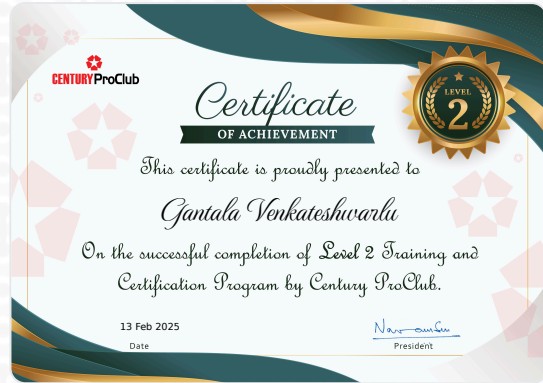 CENTURY ProClub
Certificate
OF ACHIEVEMENT
LEVEL
2
This certificate is proudly presented to
Gantala Venkateshwarlu
On the successful completion of Level 2 Training and
Certification Program by Century ProClub.
13 Feb 2025
Date
President